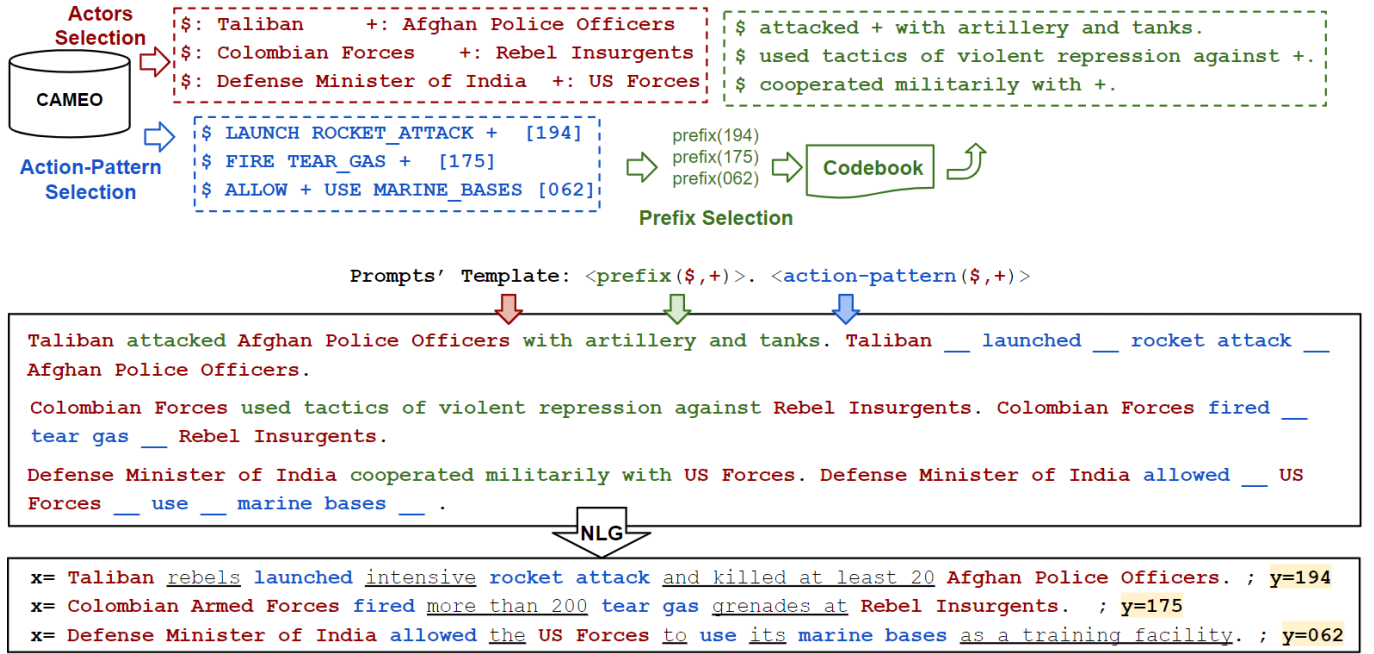 Actors
Selection
$: Taliban +: Afghan Police Officers
$: Colombian Forces +: Rebel Insurgents
$: Defense Minister of India +: US Forces
$ attacked + with artillery and tanks.
$ used tactics of violent repression against +.
$ cooperated militarily with +.
CAMEO
Action-Pattern
Selection
$ LAUNCH ROCKET_ATTACK + [194]
$ FIRE TEAR_GAS + [175]
$ ALLOW + USE MARINE_BASES [062]
prefix(194)
prefix(175)
prefix(062)
Prefix Selection
Codebook
Prompts' Template: <prefix($,+)>. <action-pattern($,+)>
Taliban attacked Afghan Police Officers with artillery and tanks. Taliban __ launched __ rocket attack __
Afghan Police Officers.
Colombian Forces used tactics of violent repression against Rebel Insurgents. Colombian Forces fired __
tear gas __ Rebel Insurgents.
Defense Minister of India cooperated militarily with US Forces. Defense Minister of India allowed __ US
Forces __ use __ marine bases __ .
NLG
x= Taliban rebels launched intensive rocket attack and killed at least 20 Afghan Police Officers. ; y=194
x= Colombian Armed Forces fired more than 200 tear gas grenades at Rebel Insurgents. ; y=175
x= Defense Minister of India allowed the US Forces to use its marine bases as a training facility. ; y=062